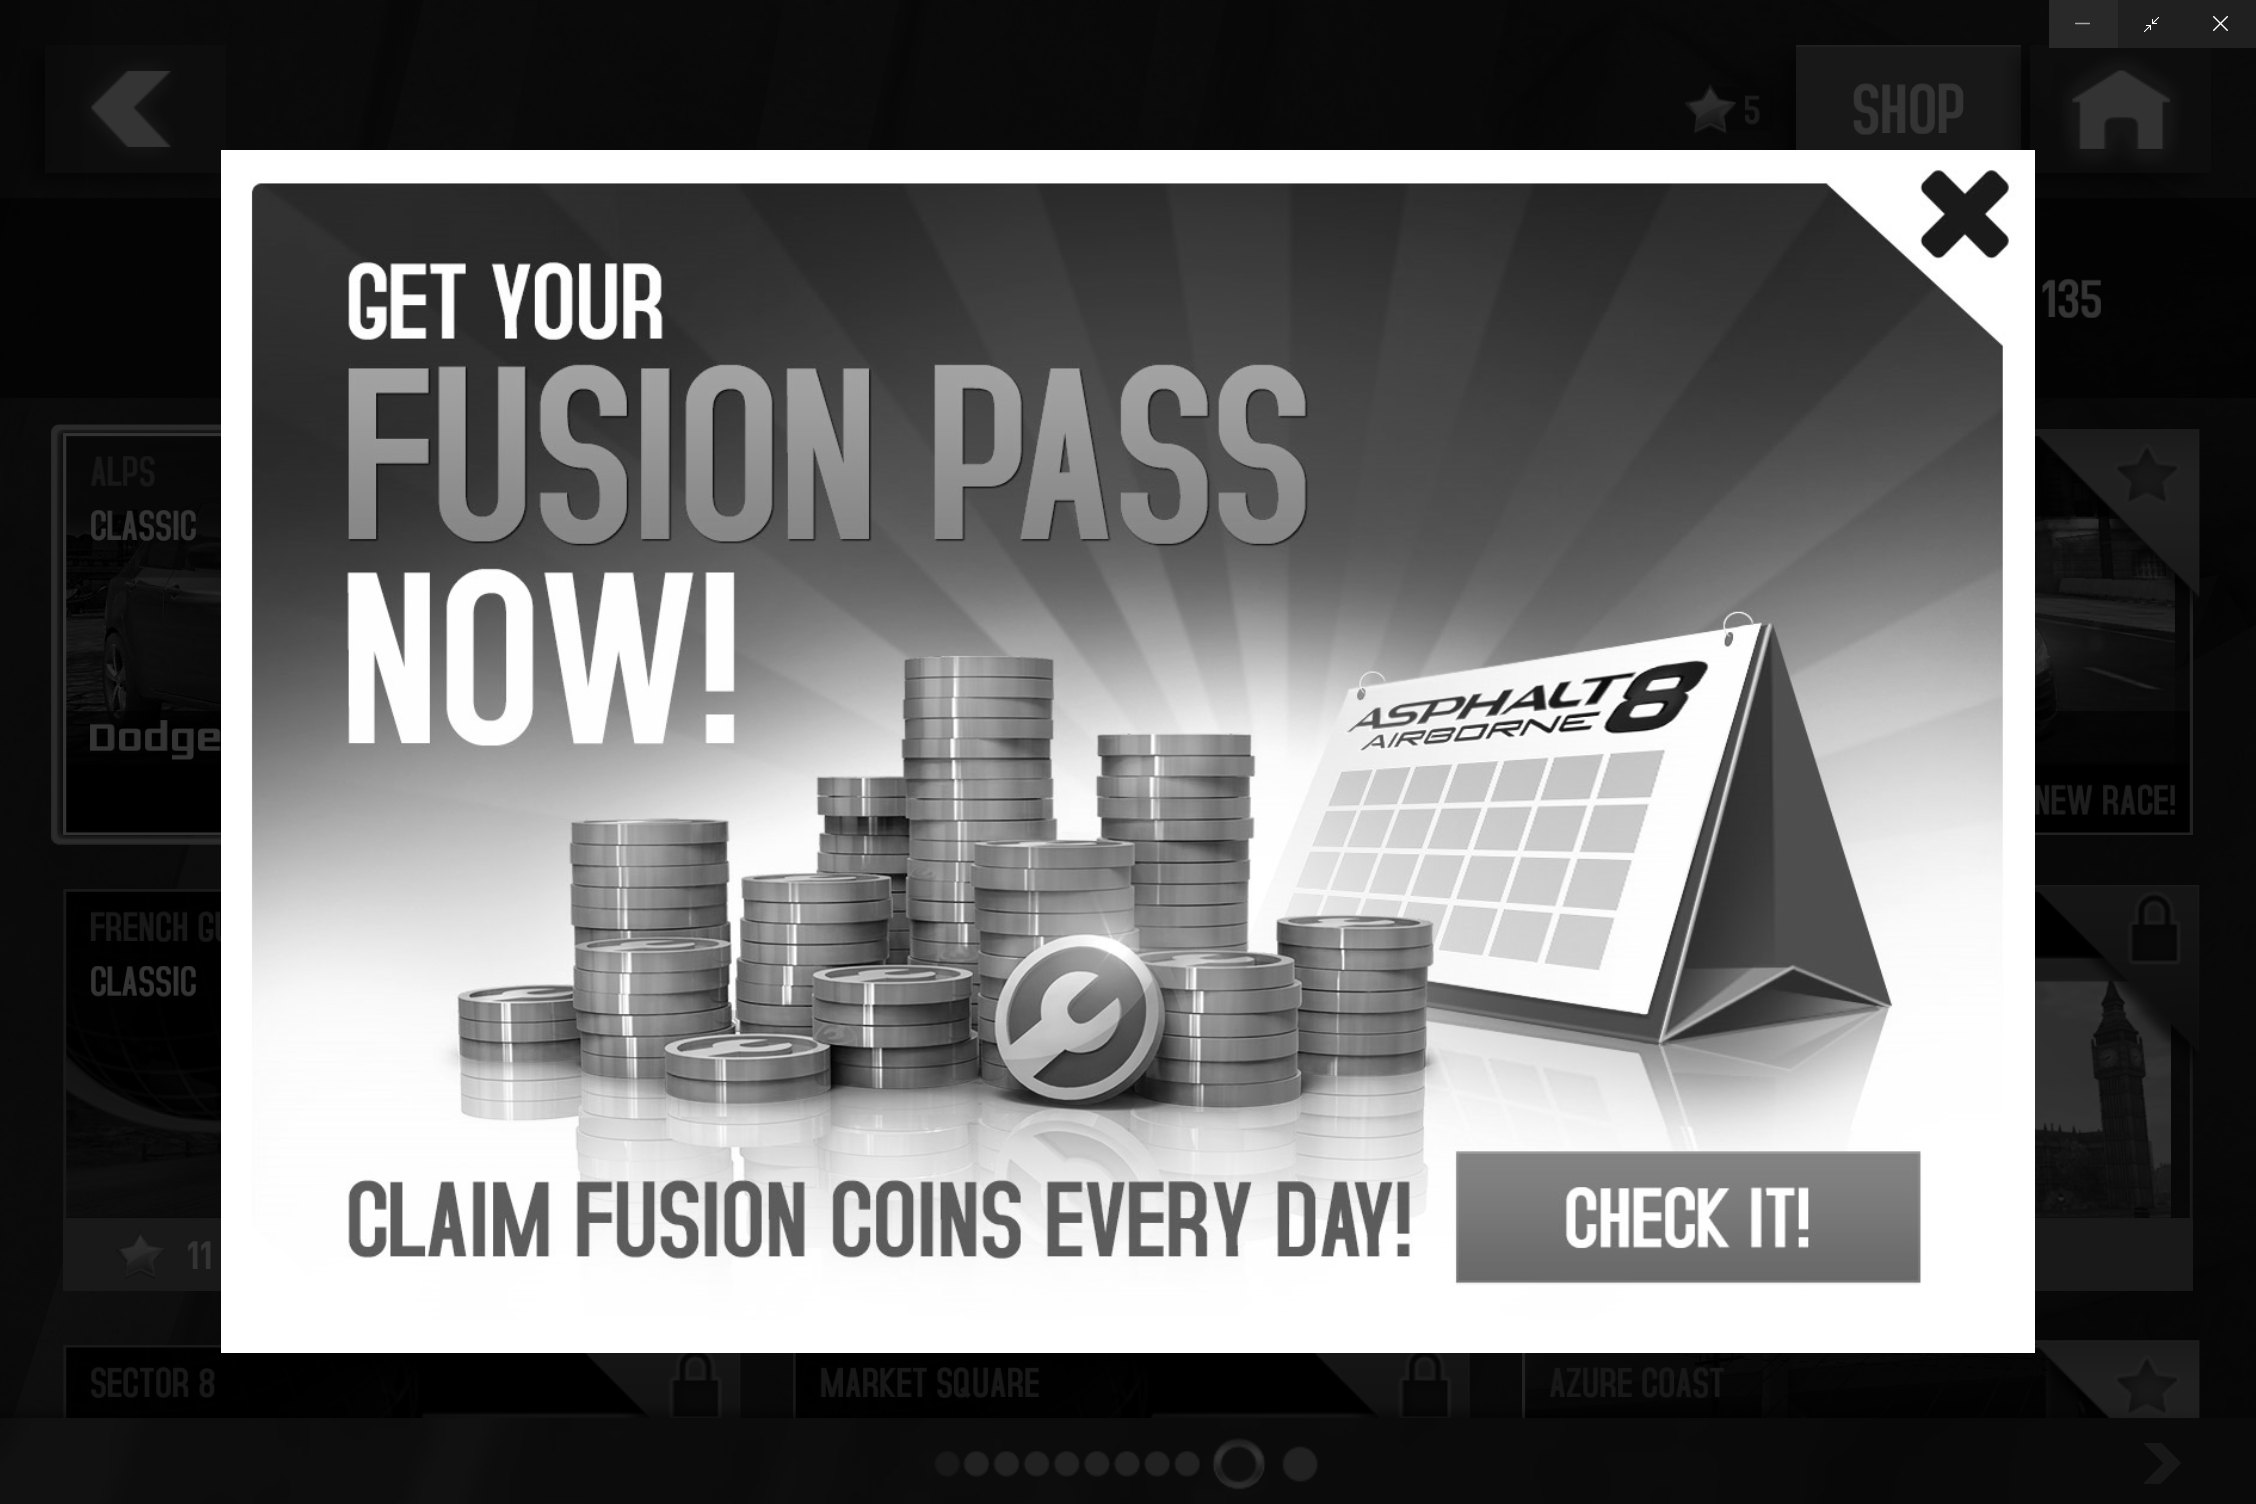 5
SHOP
GET YOUR
FUSION PASS
NOW!
135
ALPS
CLASSIC
Dodge
ASPHALT 8
AIRBORNE
NEW RACE!
FRENCH GU
CLASSIC
11
CLAIM FUSION COINS EVERY DAY!
CHECK IT!
SECTOR 8
MARKET SQUARE
AZURE COAST